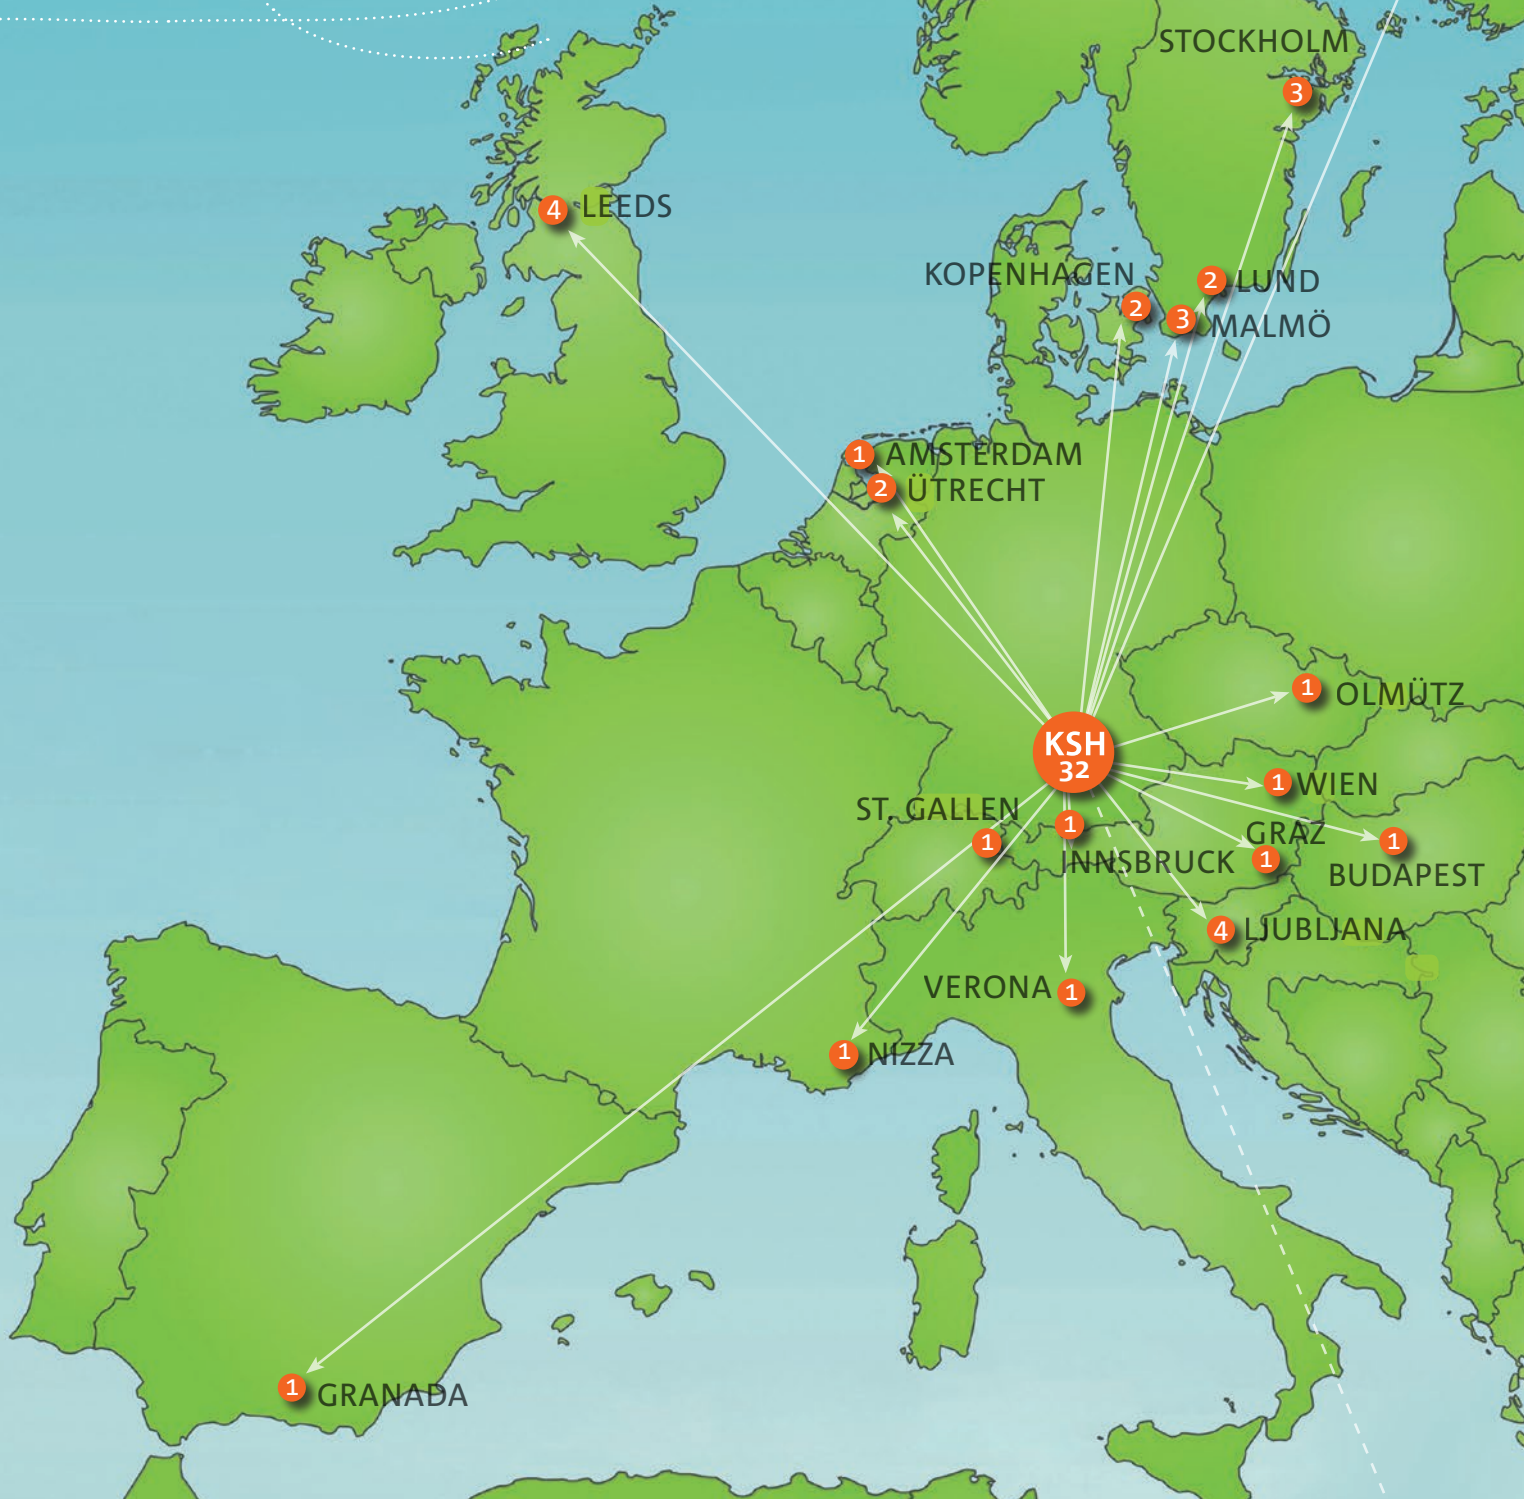 STOCKHOLM
3
4 LEEDS
KOPENHAGEN
2
2 LUND
3 MALMÖ
1 AMSTERDAM
2 ÜTRECHT
1 OLMÜTZ
KSH
32
1 WIEN
ST. GALLEN
1
1
INNSBRUCK
GRAZ
1
1
BUDAPEST
4 LJUBLJANA
VERONA 1
1 NIZZA
1 GRANADA